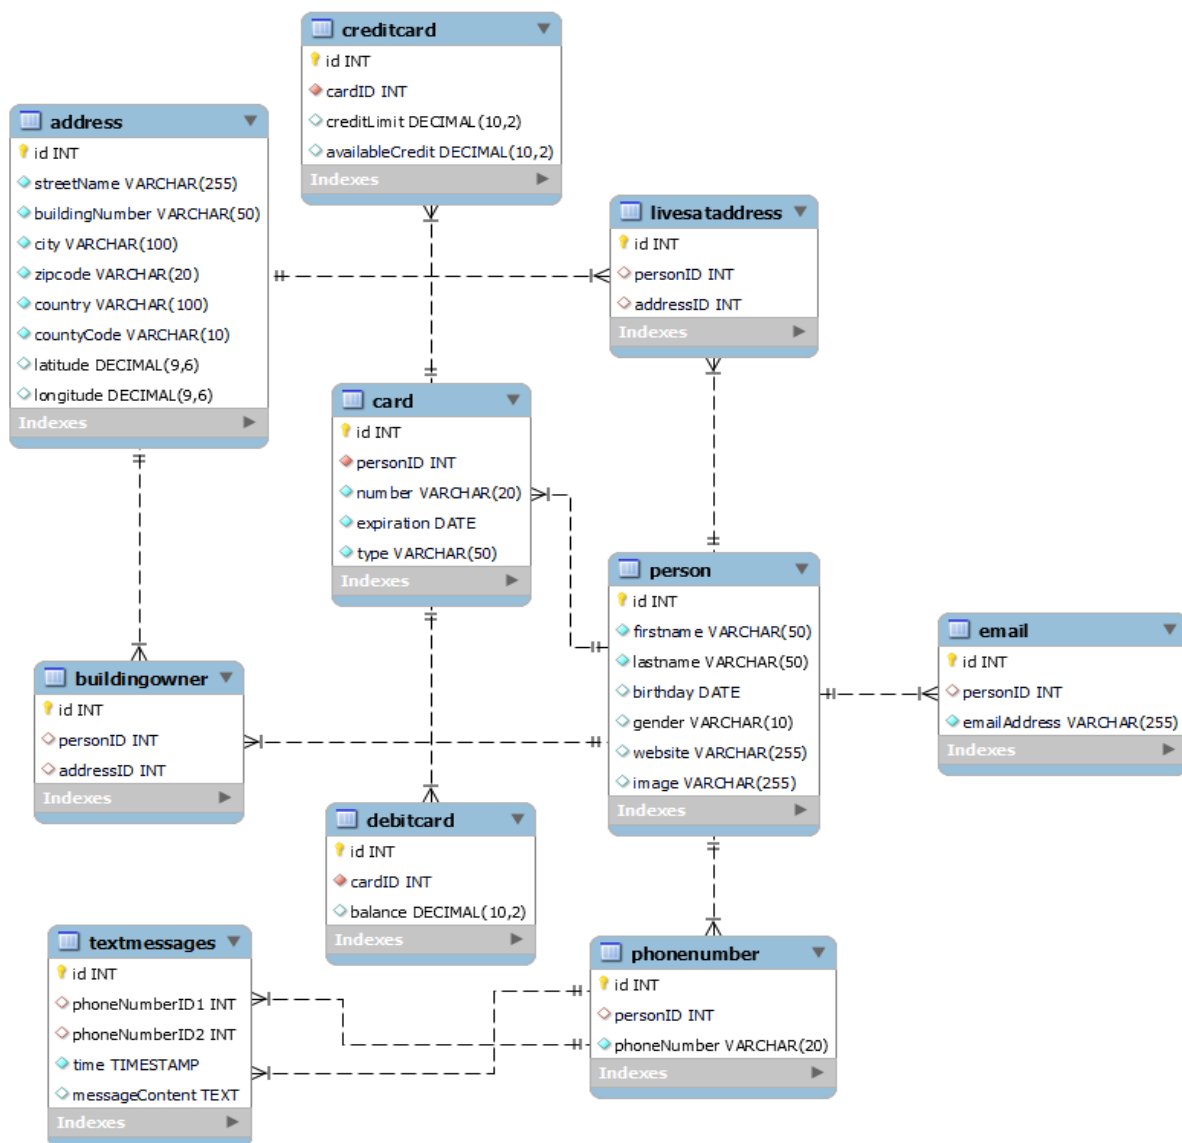 creditcard
id INT
cardID INT
creditLimit DECIMAL(10,2)
availableCredit DECIMAL(10,2)
Indexes
address
id INT
streetName VARCHAR(255)
buildingNumber VARCHAR(50)
city VARCHAR(100)
zipcode VARCHAR(20)
country VARCHAR(100)
countyCode VARCHAR(10)
latitude DECIMAL(9,6)
longitude DECIMAL(9,6)
Indexes
livesataddress
id INT
personID INT
addressID INT
Indexes
card
id INT
personID INT
number VARCHAR(20)
expiration DATE
type VARCHAR(50)
Indexes
person
id INT
firstname VARCHAR(50)
lastname VARCHAR(50)
birthday DATE
gender VARCHAR(10)
website VARCHAR(255)
image VARCHAR(255)
Indexes
email
id INT
personID INT
emailAddress VARCHAR(255)
Indexes
buildingowner
id INT
personID INT
addressID INT
Indexes
debitcard
id INT
cardID INT
balance DECIMAL(10,2)
Indexes
textmessages
id INT
phoneNumberID1 INT
phoneNumberID2 INT
time TIMESTAMP
messageContent TEXT
Indexes
phonenumber
id INT
personID INT
phoneNumber VARCHAR(20)
Indexes